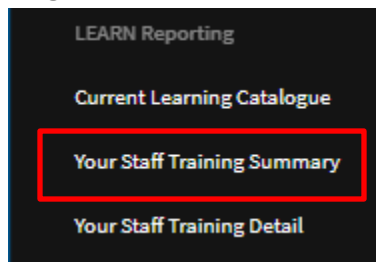 LEARN Reporting
Current Learning Catalogue
Your Staff Training Summary
Your Staff Training Detail